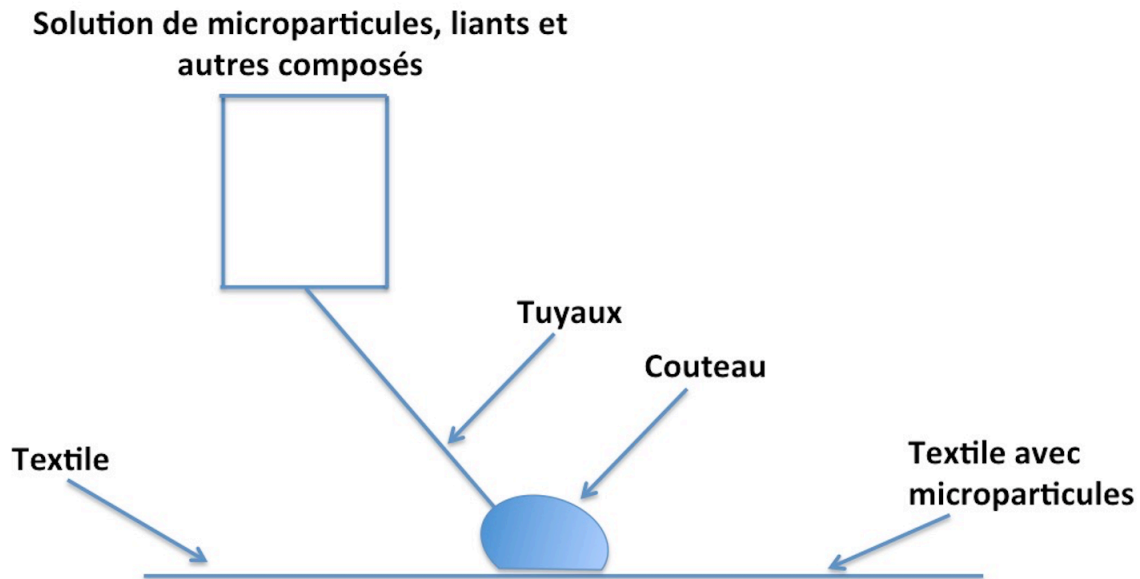 Solution de microparticules, liants et
autres composés
Tuyaux
Couteau
Textile
Textile avec
microparticules